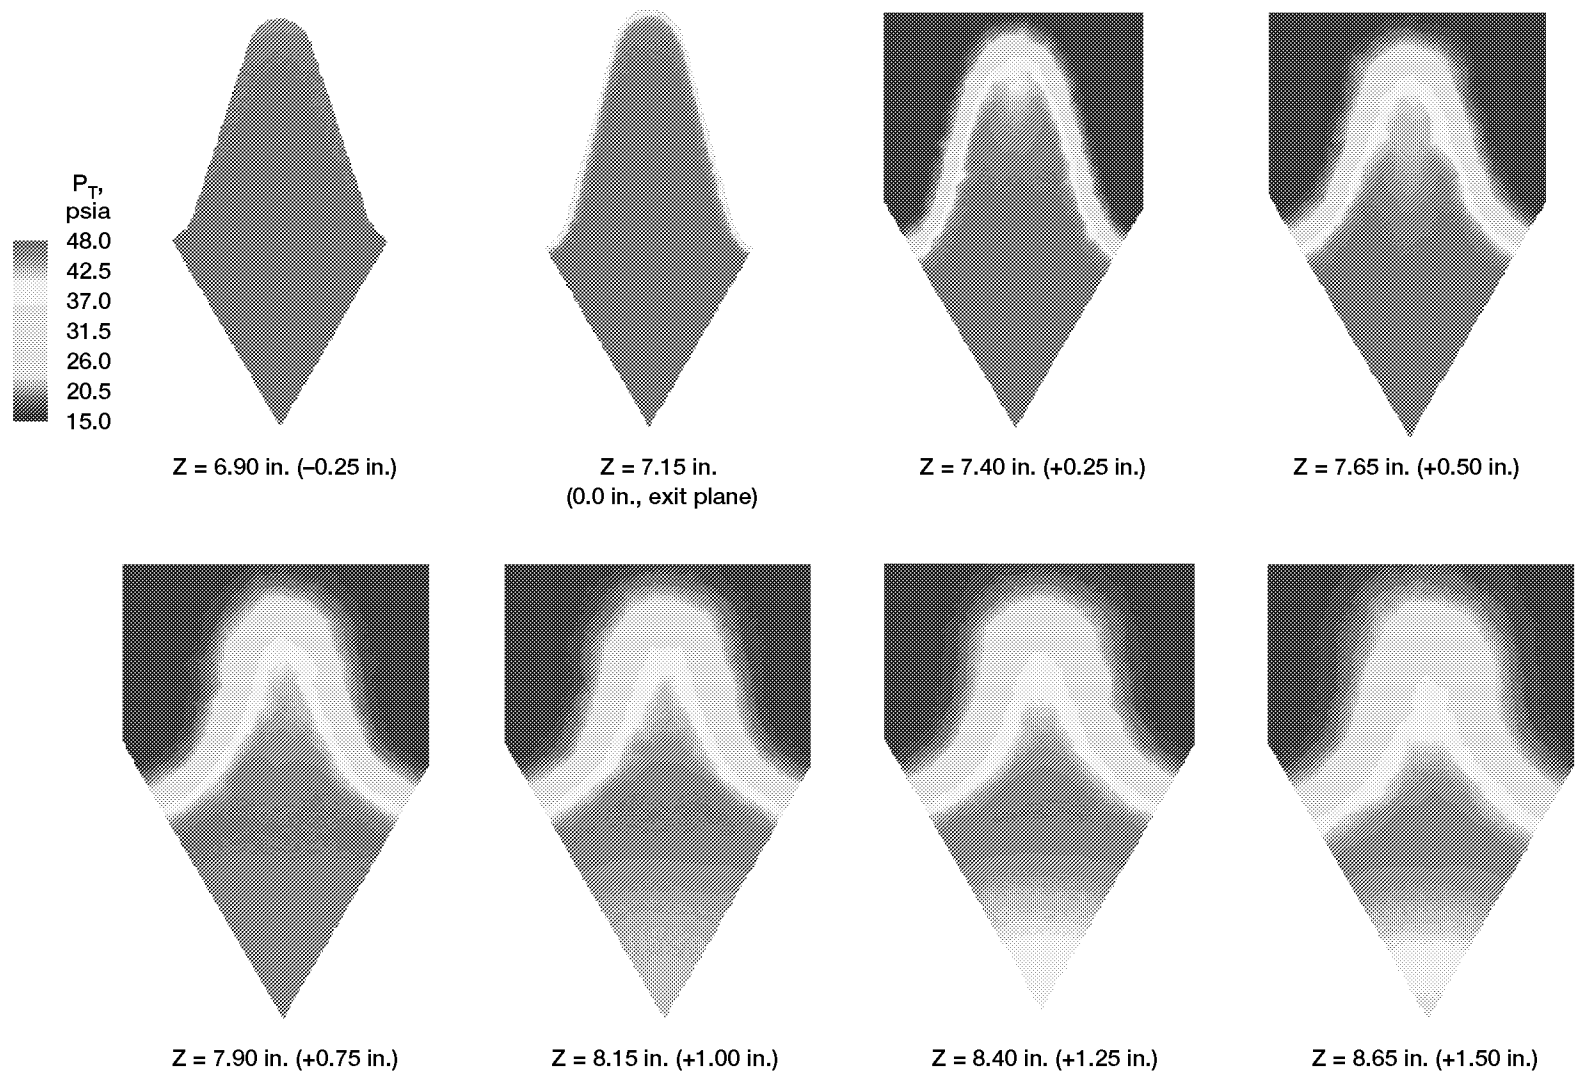 P_T,
psia
48.0
42.5
37.0
31.5
26.0
20.5
15.0
Z = 6.90 in. (–0.25 in.)
Z = 7.15 in.
(0.0 in., exit plane)
Z = 7.40 in. (+0.25 in.)
Z = 7.65 in. (+0.50 in.)
Z = 7.90 in. (+0.75 in.)
Z = 8.15 in. (+1.00 in.)
Z = 8.40 in. (+1.25 in.)
Z = 8.65 in. (+1.50 in.)